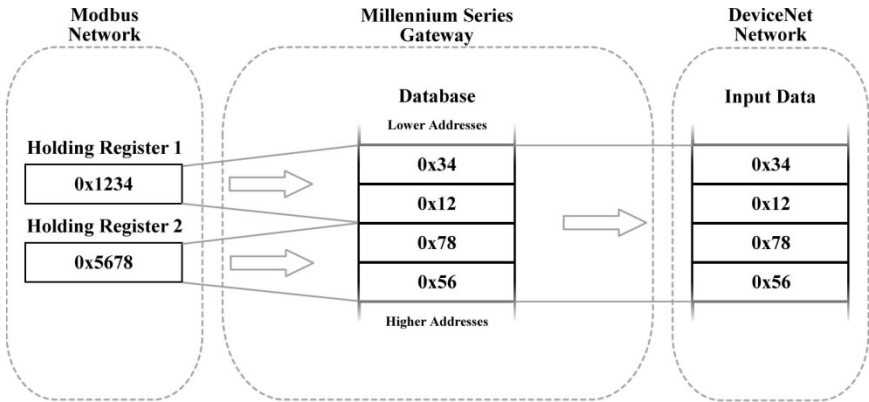 Modbus
Network
Millennium Series
Gateway
DeviceNet
Network
Database
Input Data
Lower Addresses
Holding Register 1
0x1234
Holding Register 2
0x5678
0x34
0x12
0x78
0x56
Higher Addresses
0x34
0x12
0x78
0x56